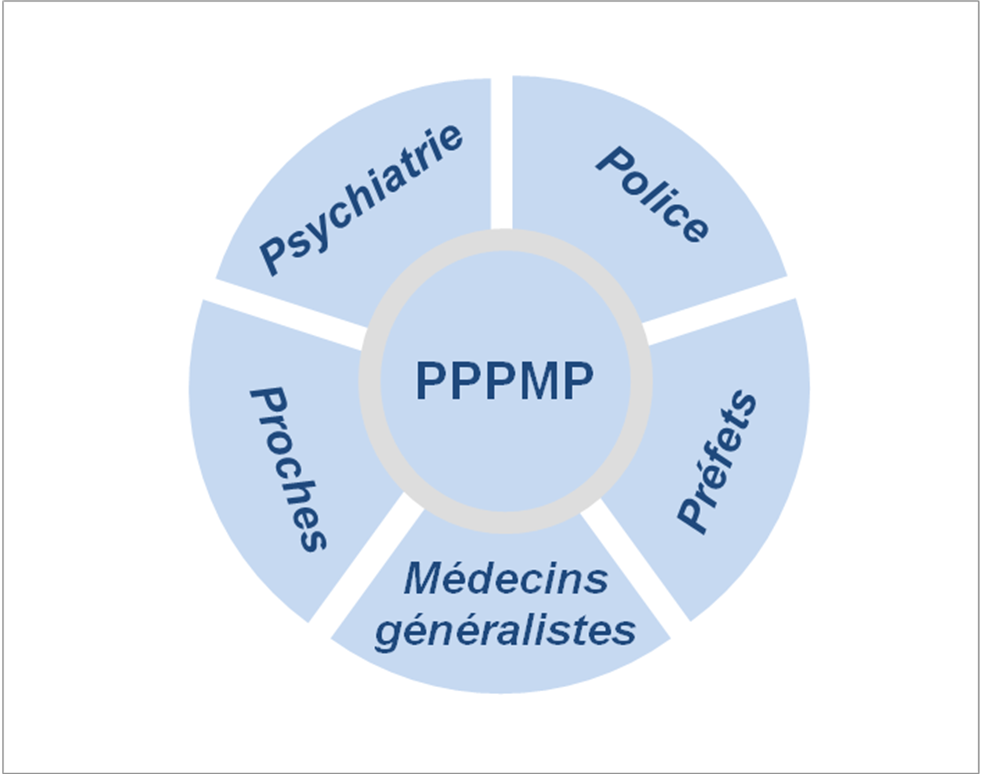 Psychiatrie
Police
PPPMP
Proches
Préfets
Médecins
généralistes